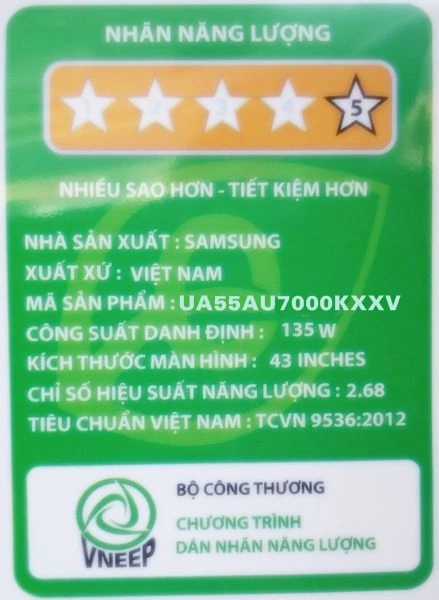 NHÃN NĂNG LƯỢNG
1 2 3 4 5
NHIỀU SAO HƠN - TIẾT KIỆM HƠN
NHÀ SẢN XUẤT : SAMSUNG
XUẤT XỨ : VIỆT NAM
MÃ SẢN PHẨM : UA55AU7000KXXV
CÔNG SUẤT DANH ĐỊNH : 135 W
KÍCH THƯỚC MÀN HÌNH : 43 INCHES
CHỈ SỐ HIỆU SUẤT NĂNG LƯỢNG : 2.68
TIÊU CHUẨN VIỆT NAM : TCVN 9536:2012
BỘ CÔNG THƯƠNG
CHƯƠNG TRÌNH
DÁN NHÃN NĂNG LƯỢNG
VNEEP